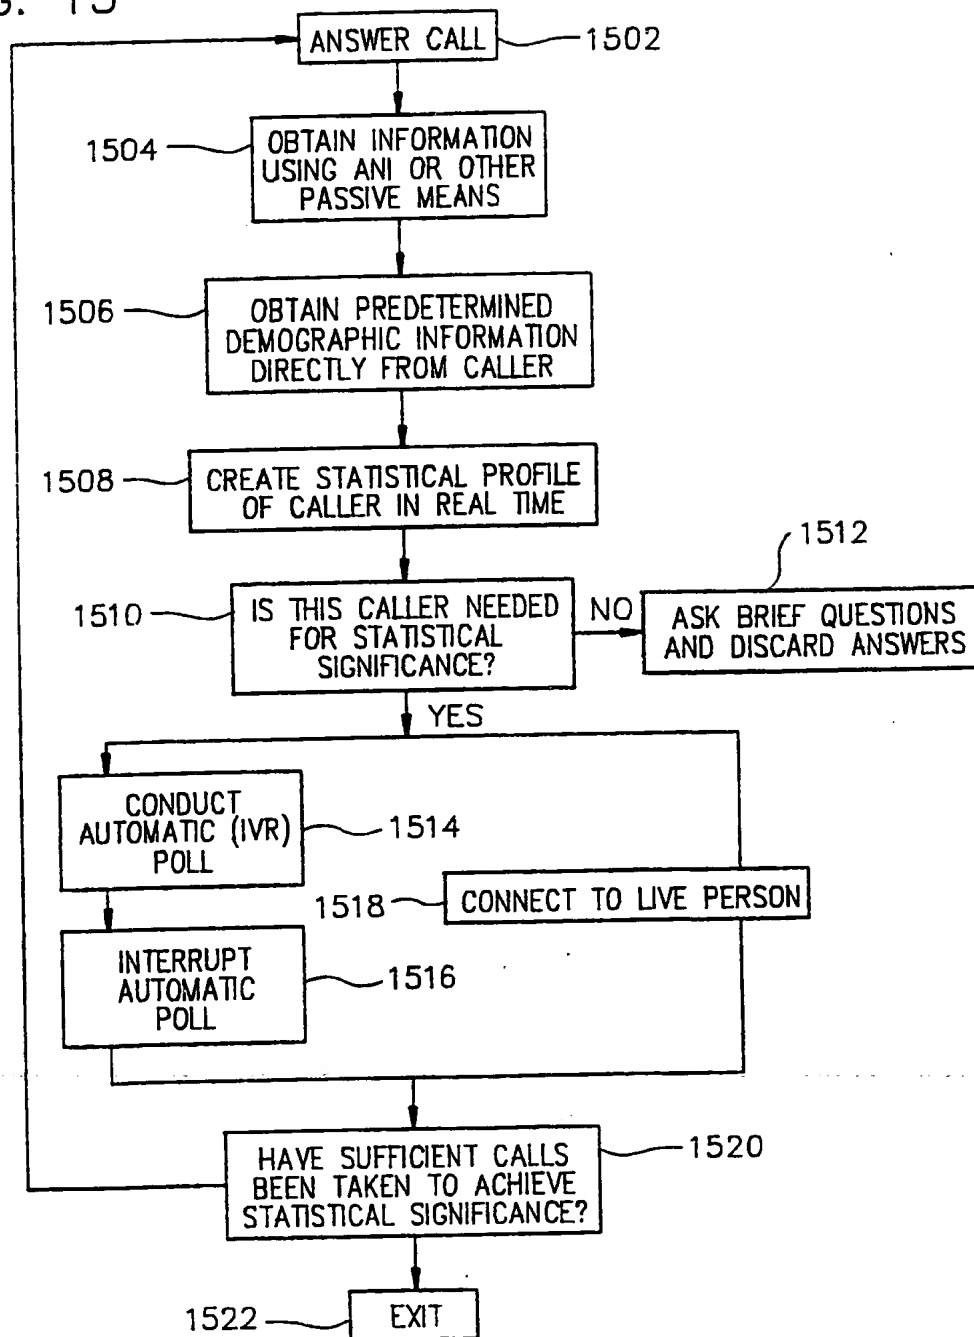 G. 15
ANSWER CALL
1502
1504
OBTAIN INFORMATION
USING ANI OR OTHER
PASSIVE MEANS
1506
OBTAIN PREDETERMINED
DEMOGRAPHIC INFORMATION
DIRECTLY FROM CALLER
1508
CREATE STATISTICAL PROFILE
OF CALLER IN REAL TIME
1510
IS THIS CALLER NEEDED
FOR STATISTICAL
SIGNIFICANCE?
NO
1512
ASK BRIEF QUESTIONS
AND DISCARD ANSWERS
YES
CONDUCT
AUTOMATIC (IVR)
POLL
1514
1518
CONNECT TO LIVE PERSON
INTERRUPT
AUTOMATIC
POLL
1516
HAVE SUFFICIENT CALLS
BEEN TAKEN TO ACHIEVE
STATISTICAL SIGNIFICANCE?
1520
1522
EXIT